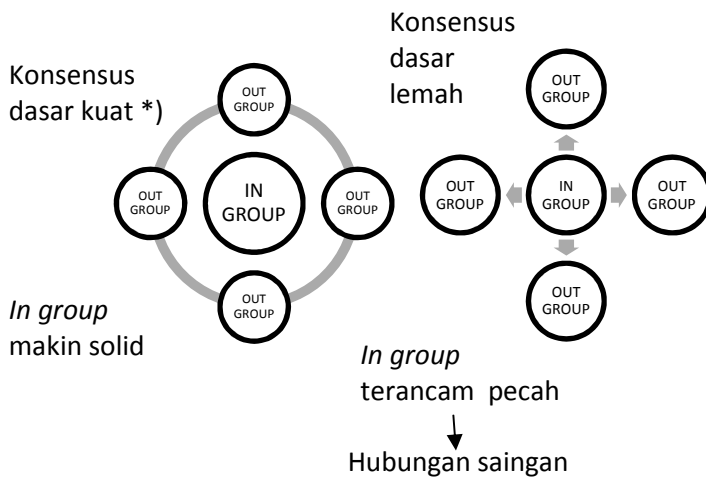 Konsensus
dasar kuat *)
OUT
GROUP
OUT
GROUP
IN
GROUP
OUT
GROUP
OUT
GROUP
In group
makin solid
Konsensus
dasar
lemah
OUT
GROUP
OUT
GROUP
IN
GROUP
OUT
GROUP
OUT
GROUP
In group
terancam pecah
Hubungan saingan